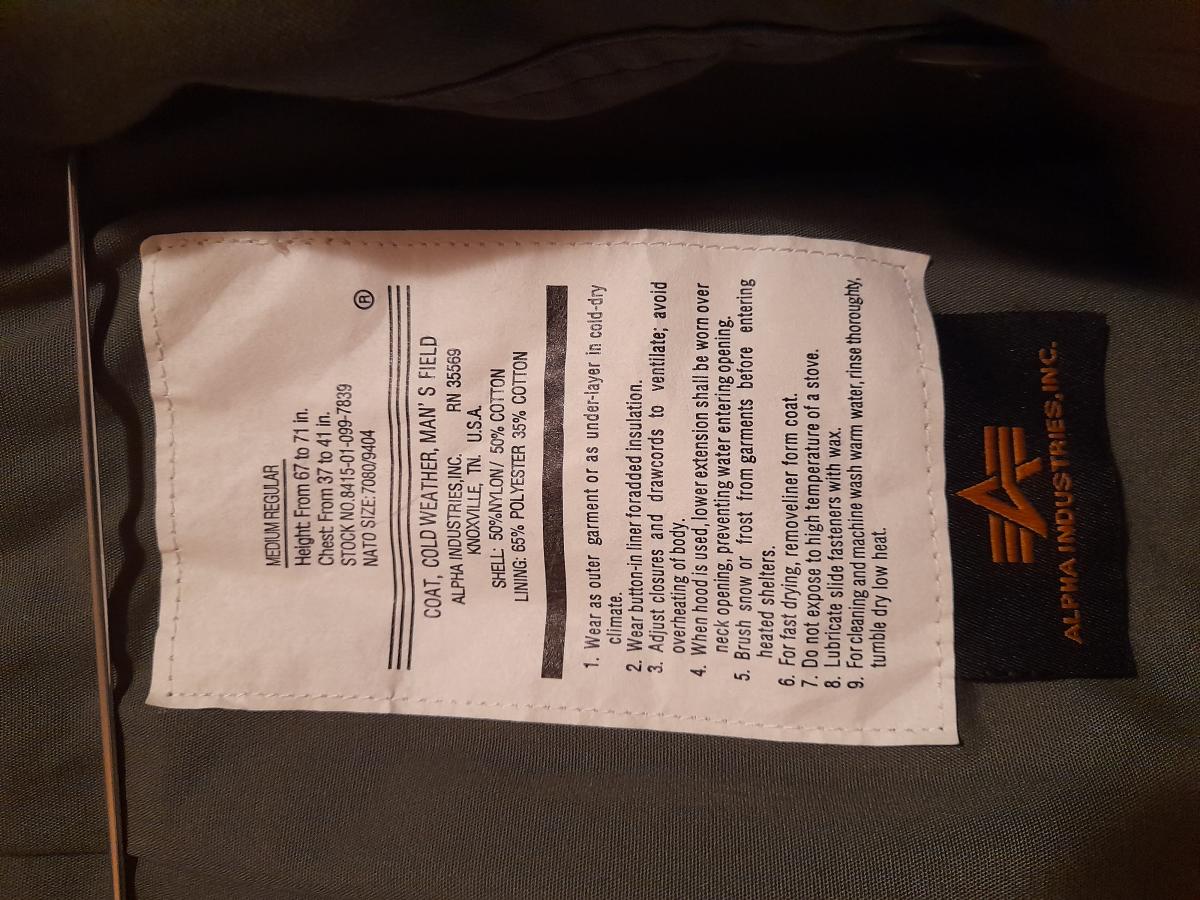 MEDIUM REGULAR
Height From 67 to 71 in.
Chest From 37 to 41 in.
STOCK NO.8415-01-099-7839
NATO SIZE:7080/9404
®
COAT, COLD WEATHER, MAN' S FIELD
ALPHA INDUSTRIES,INC. RN 35569
KNOXVILLE, TN. U.S.A.
SHELL: 50%NYLON/ 50% COTTON
LINING: 65% POLYESTER 35% COTTON
1. Wear as outer garment or as under-layer in cold-dry
climate.
2. Wear button-in liner foradded insulation.
3. Adjust closures and drawcords to ventilate; avoid
overheating of body.
4. When hood is used, lower extension shall be worn over
neck opening, preventing water entering opening.
5. Brush snow or frost from garments before entering
heated shelters.
6. For fast drying, removeliner form coat.
7. Do not expose to high temperature of a stove.
8. Lubricate slide fasteners with wax.
9. For cleaning and machine wash warm water, rinse thoroughly,
tumble dry low heat.
ALPHA INDUSTRIES, INC.